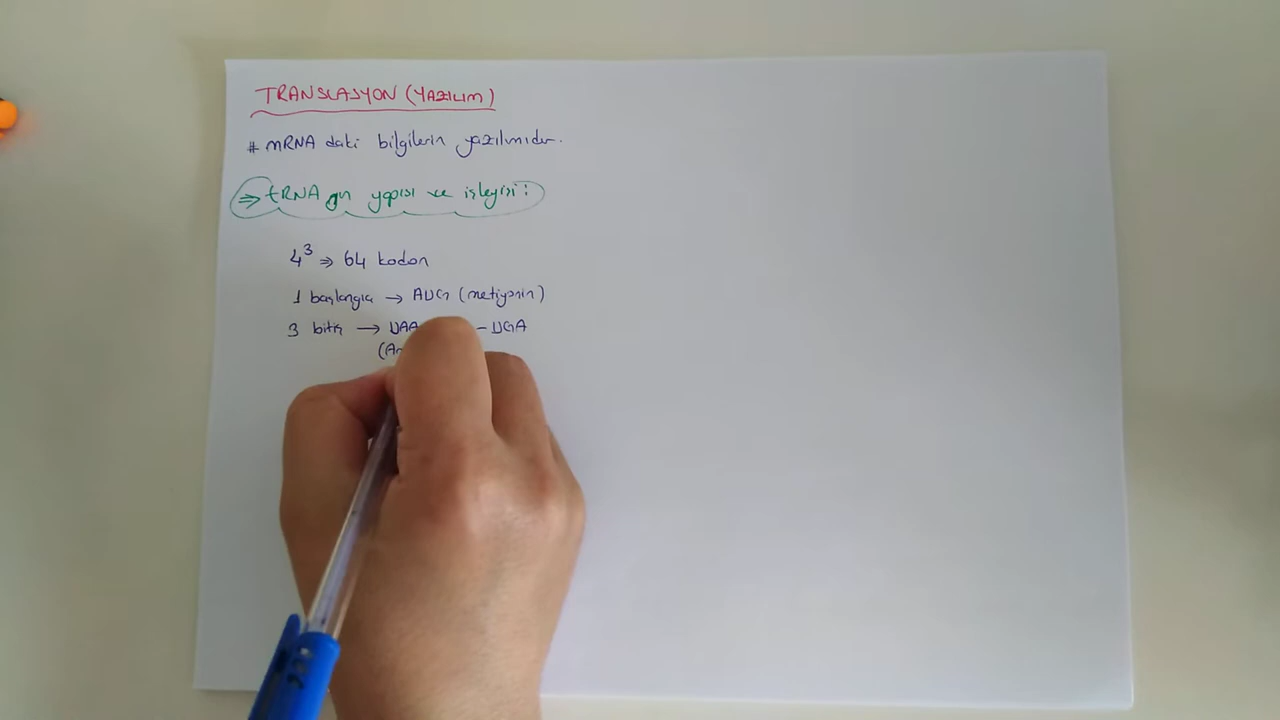 TRANSLASYON (YAZILIM)
# mRNA daki bilgilerin yazılımıdır.
⇒ tRNA ın yapısı ve işleyişi:
4³ ⇒ 64 kodon
1 başlangıç → AUG (metiyonin)
3 bitiş → UAA – UGA